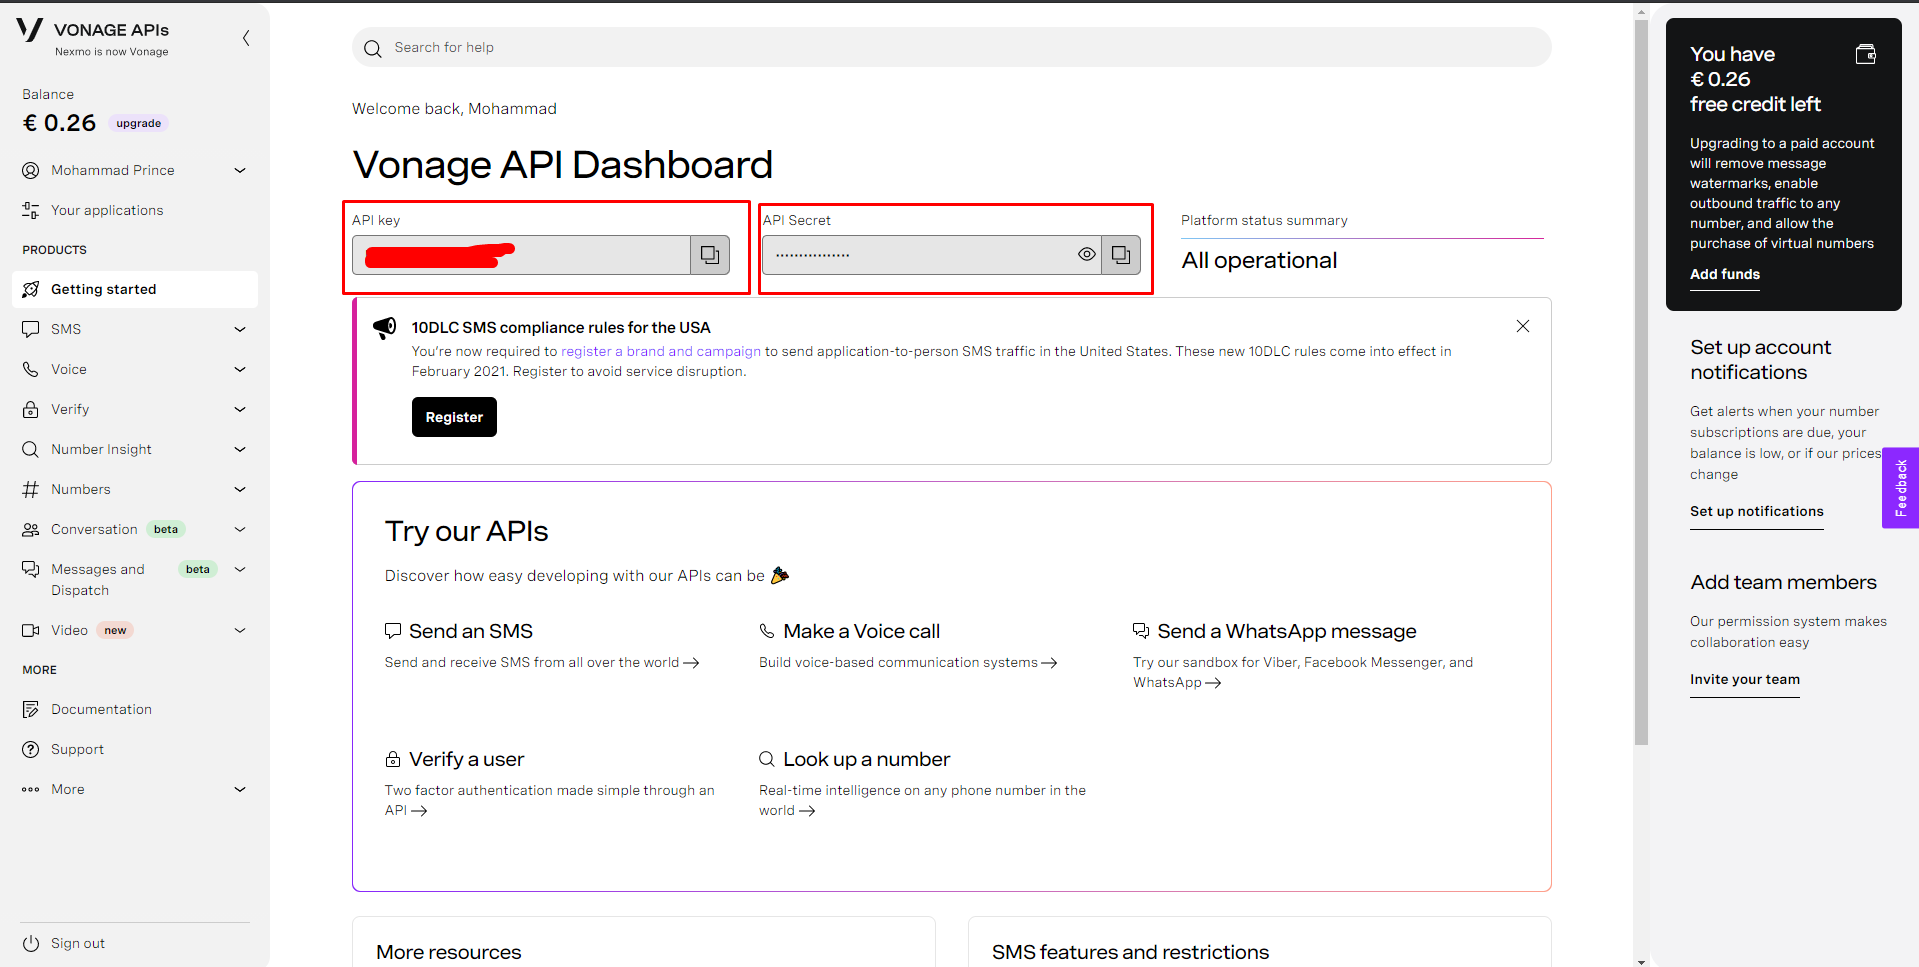 VONAGE APIs
Nexmo is now Vonage
Balance
€ 0.26 upgrade
Mohammad Prince
Your applications
PRODUCTS
Getting started
SMS
Voice
Verify
Number Insight
Numbers
Conversation beta
Messages and beta
Dispatch
Video new
MORE
Documentation
Support
More
Sign out
Search for help
Welcome back, Mohammad
Vonage API Dashboard
API key
API Secret
................
Platform status summary
All operational
10DLC SMS compliance rules for the USA
You're now required to register a brand and campaign to send application-to-person SMS traffic in the United States. These new 10DLC rules come into effect in
February 2021. Register to avoid service disruption.
Register
Try our APIs
Discover how easy developing with our APIs can be 🎉
Send an SMS
Send and receive SMS from all over the world →
Make a Voice call
Build voice-based communication systems →
Send a WhatsApp message
Try our sandbox for Viber, Facebook Messenger, and
WhatsApp →
Verify a user
Two factor authentication made simple through an
API →
Look up a number
Real-time intelligence on any phone number in the
world →
More resources
SMS features and restrictions
You have
€ 0.26
free credit left
Upgrading to a paid account
will remove message
watermarks, enable
outbound traffic to any
number, and allow the
purchase of virtual numbers
Add funds
Set up account
notifications
Get alerts when your number
subscriptions are due, your
balance is low, or if our prices
change
Set up notifications
Feedback
Add team members
Our permission system makes
collaboration easy
Invite your team